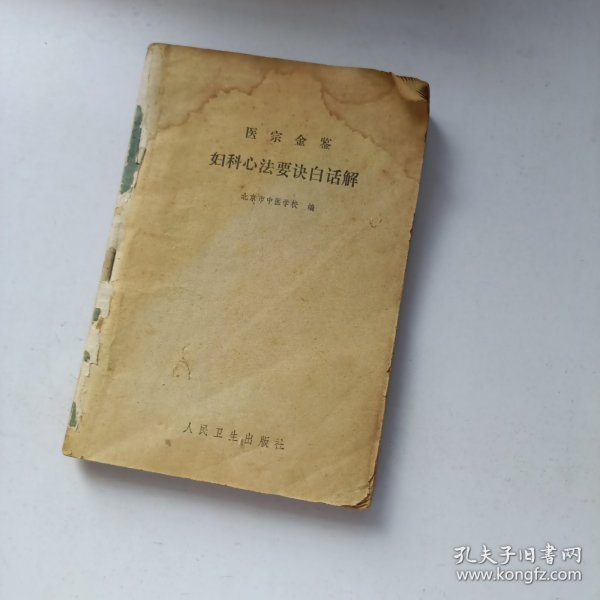 医宗金鉴
妇科心法要诀白话解
北京市中医学校 编
人民卫生出版社
孔夫子旧书网
www.kongfz.com